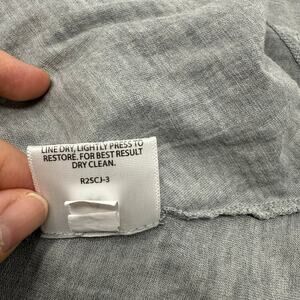 LINE DRY, LIGHTLY PRESS TO
RESTORE. FOR BEST RESULT
DRY CLEAN.
R25CJ-3